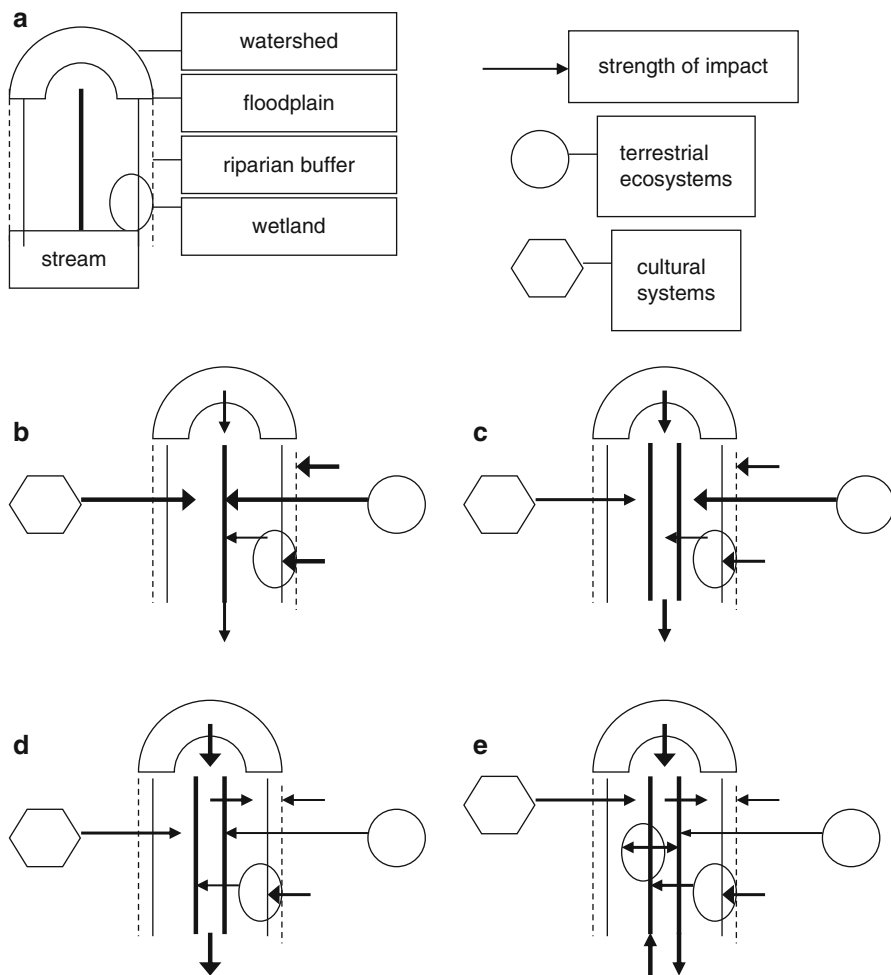 a
watershed
floodplain
riparian buffer
wetland
stream
strength of impact
terrestrial
ecosystems
cultural
systems
b
c
d
e